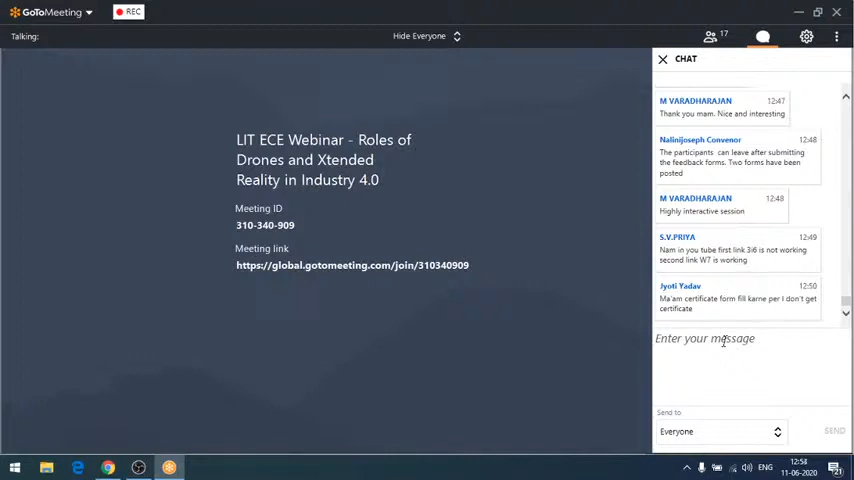 GoToMeeting
REC
Talking:
Hide Everyone
17
CHAT
M VARADHARAJAN 12:47
Thank you mam. Nice and interesting
Nalinijoseph Convenor 12:48
The participants can leave after submitting
the feedback forms. Two forms have been
posted
M VARADHARAJAN 12:48
Highly interactive session
S.V.PRIYA 12:49
Nam in you tube first link 3i6 is not working
second link W7 is working
Jyoti Yadav 12:50
Ma'am certificate form fill karne per I don't get
certificate
LIT ECE Webinar - Roles of
Drones and Xtended
Reality in Industry 4.0
Meeting ID
310-340-909
Meeting link
https://global.gotomeeting.com/join/310340909
Enter your message
Send to
Everyone
SEND
ENG
11-06-2020
21